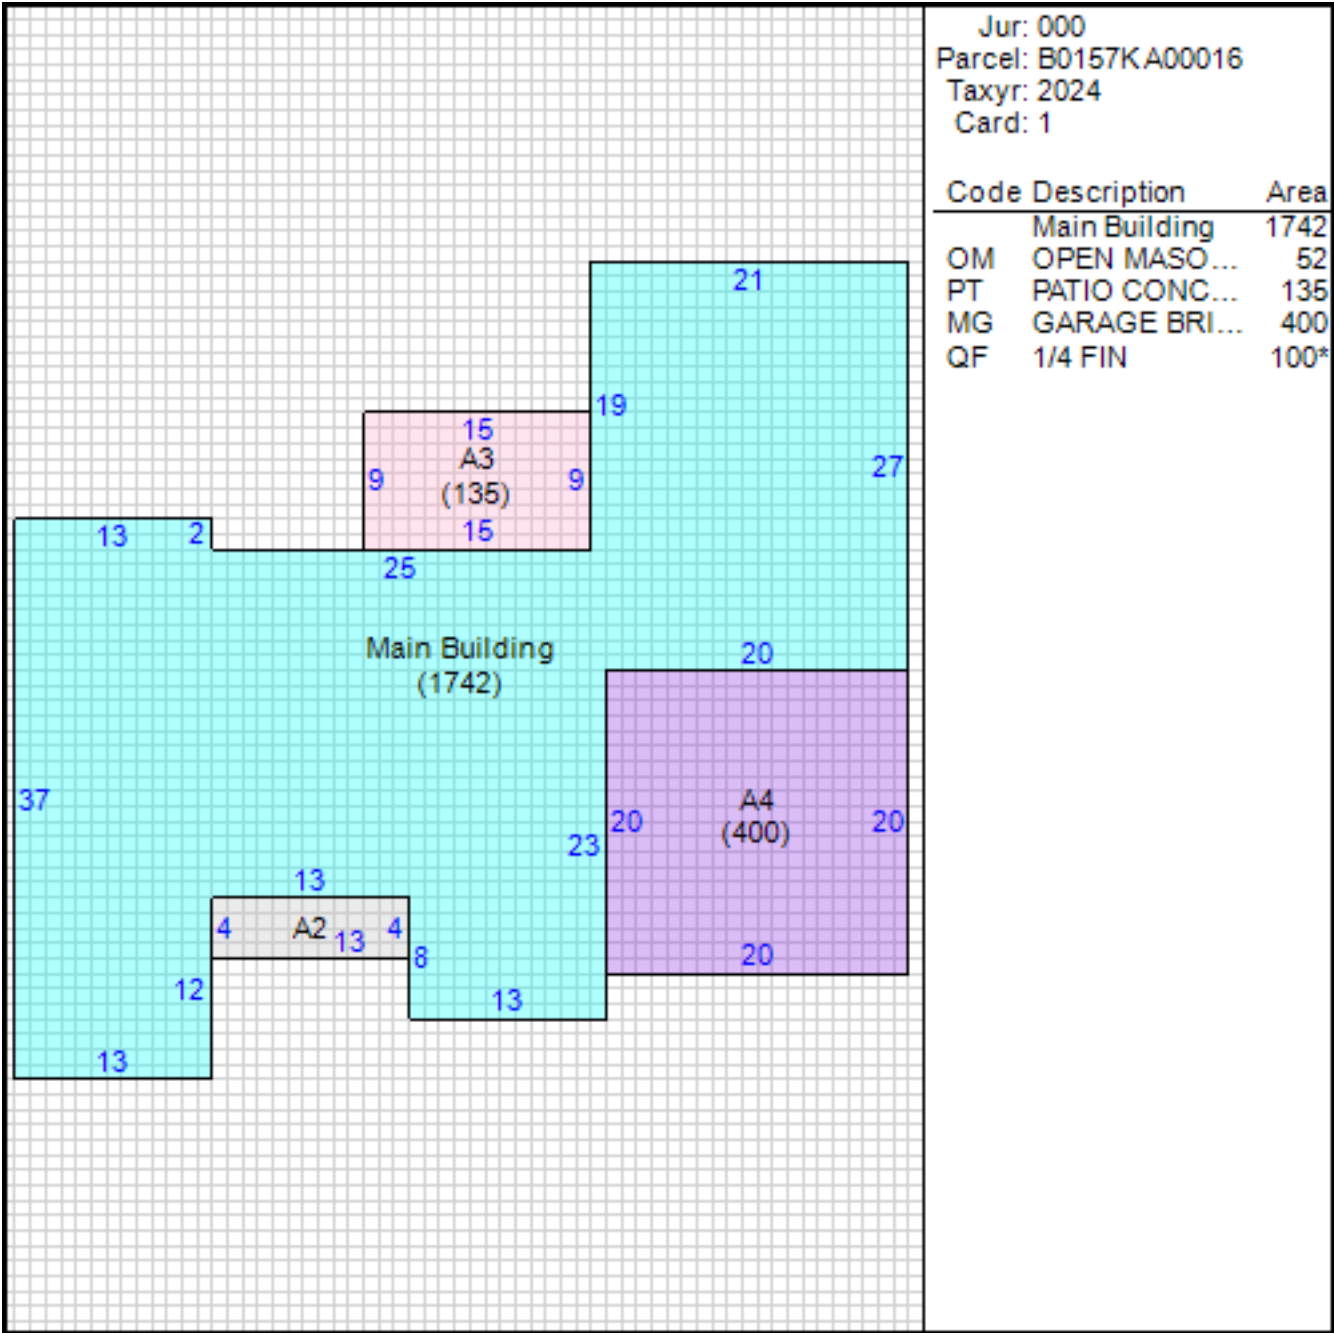 Jur: 000
Parcel: B0157KA00016
Taxyr: 2024
Card: 1
Code Description Area
Main Building 1742
OM OPEN MASO... 52
PT PATIO CONC... 135
MG GARAGE BRI... 400
QF 1/4 FIN 100*
21
19
15
A3
9 9
(135)
15
27
13 2
25
Main Building
(1742)
20
37
A4
20 20
(400)
23
13
4 A2 13 4
8
20
12
13
13